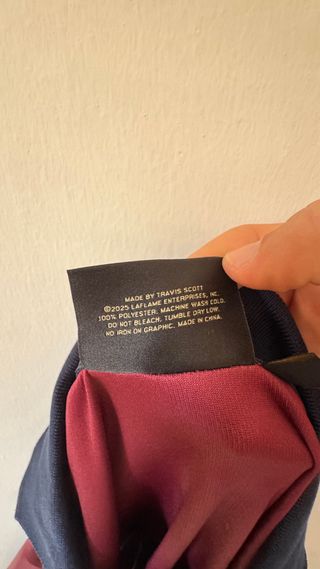 MADE BY TRAVIS SCOTT
©2025 LAFLAME ENTERPRISES, INC.
100% POLYESTER. MACHINE WASH COLD.
DO NOT BLEACH. TUMBLE DRY LOW.
NO IRON ON GRAPHIC. MADE IN CHINA.